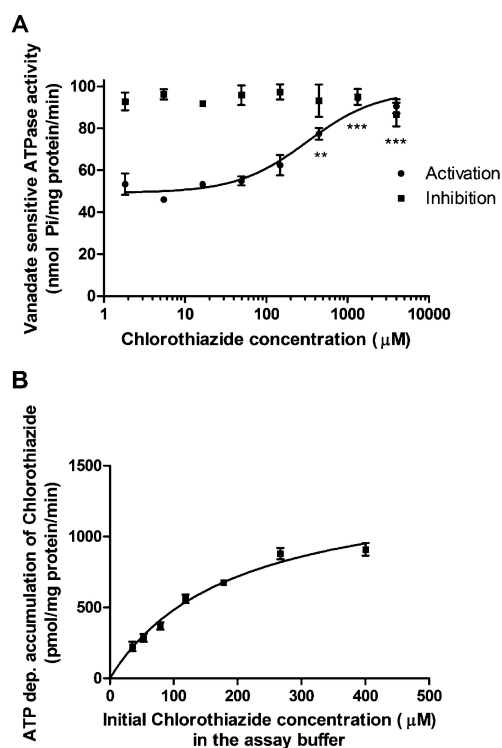 A
Vanadate sensitive ATPase activity
(nmol Pi/mg protein/min)
120
100
80
60
40
20
0
1
10
100
1000
10000
**
***
***
Activation
Inhibition
Chlorothiazide concentration ( μM)
B
ATP dep. accumulation of Chlorothiazide
(pmol/mg protein/min)
1500
1000
500
0
0
100
200
300
400
500
Initial Chlorothiazide concentration ( μM)
in the assay buffer